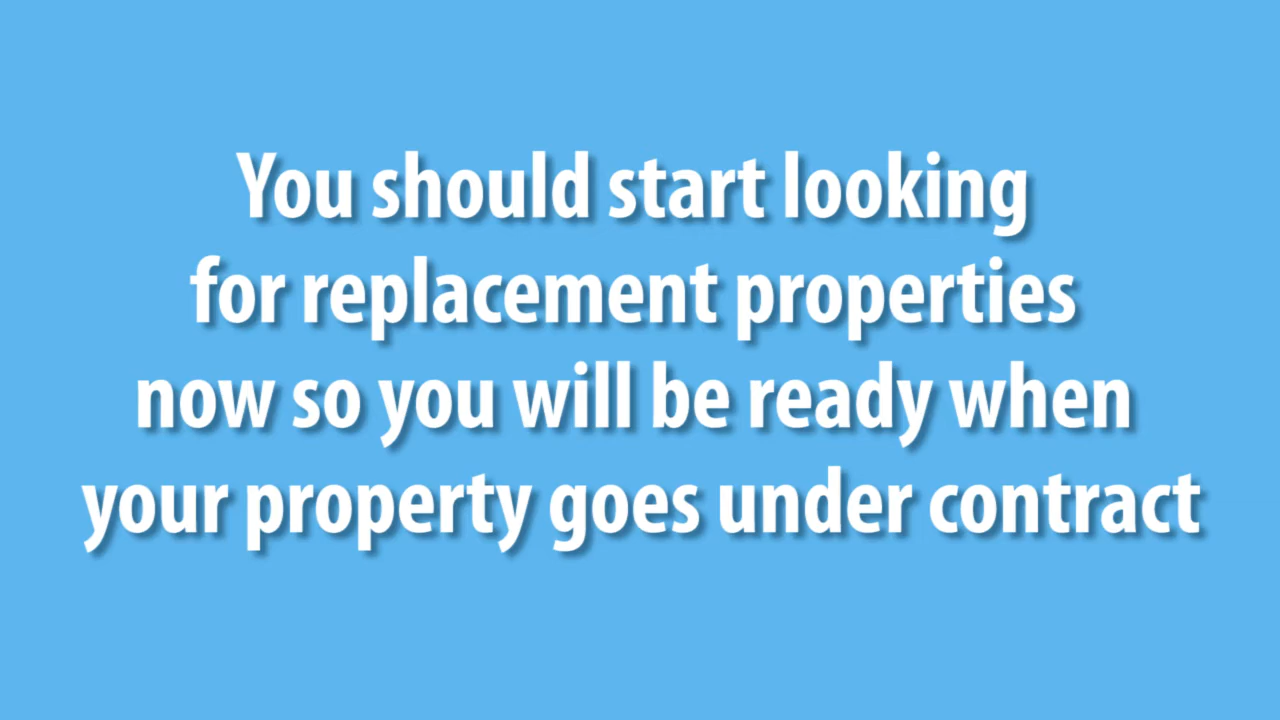 You should start looking
for replacement properties
now so you will be ready when
your property goes under contract